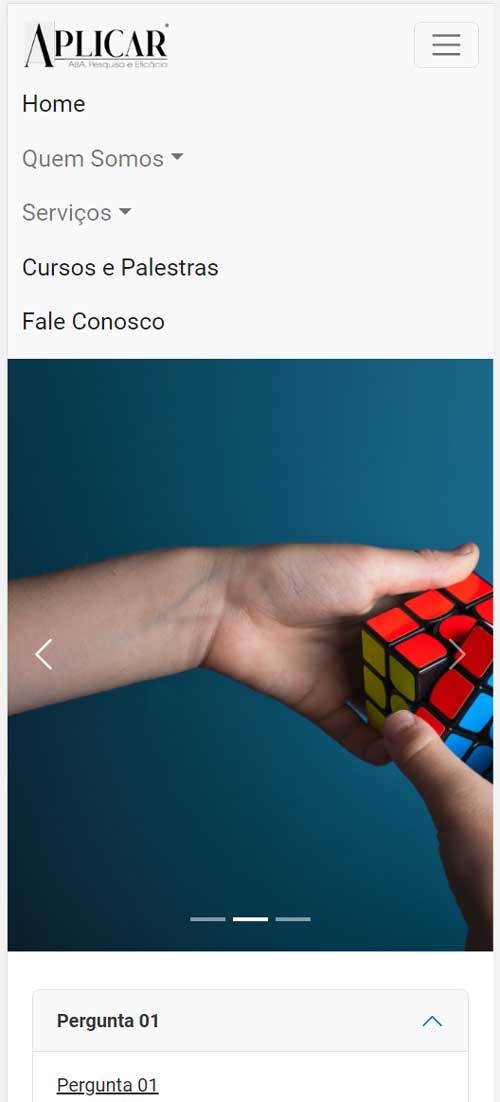 APLICAR
ABA, Pesquisa e Eficácia
Home
Quem Somos
Serviços
Cursos e Palestras
Fale Conosco
Pergunta 01
Pergunta 01